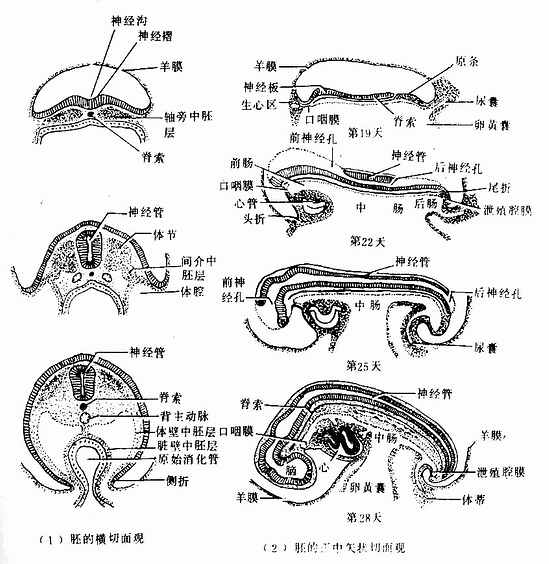 神经沟
神经褶
羊膜
轴旁中胚
层
脊索
神经管
体节
间介中
胚层
体腔
神经管
脊索
背主动脉
体壁中胚层
脏壁中胚层
原始消化管
侧折
(1) 胚的横切面观
羊膜
原条
神经板
生心区
尿囊
口咽膜
脊索
卵黄囊
第19天
前神经孔
神经管
前肠
后神经孔
口咽膜
尾折
心管
中肠
后肠
泄殖腔膜
头折
第22天
神经管
前神
经孔
中肠
后神经孔
尿囊
第25天
脊索
神经管
口咽膜
中肠
羊膜
脑
心
泄殖腔膜
羊膜
卵黄囊
体蒂
第28天
(2) 胚的正中矢状切面观